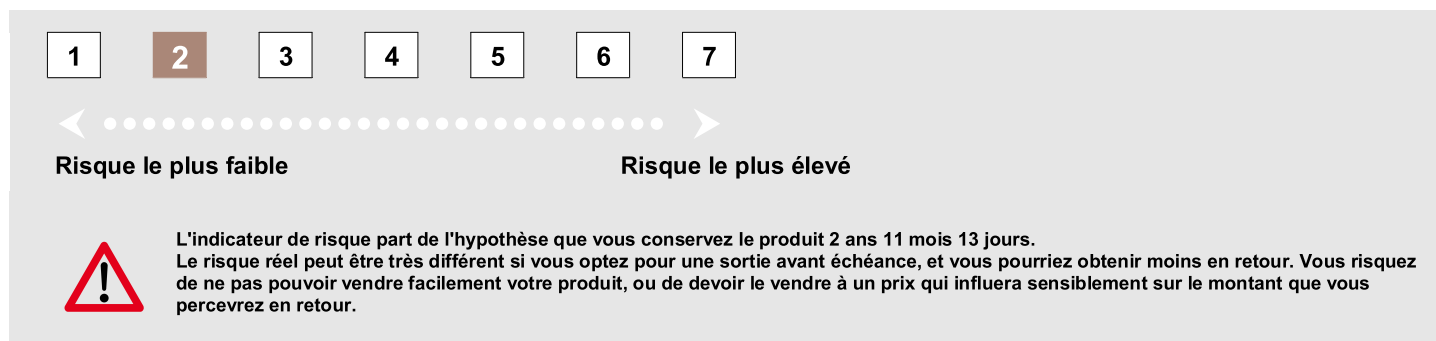 1 2 3 4 5 6 7
Risque le plus faible Risque le plus élevé
L'indicateur de risque part de l'hypothèse que vous conservez le produit 2 ans 11 mois 13 jours.
Le risque réel peut être très différent si vous optez pour une sortie avant échéance, et vous pourriez obtenir moins en retour. Vous risquez
de ne pas pouvoir vendre facilement votre produit, ou de devoir le vendre à un prix qui influera sensiblement sur le montant que vous
percevrez en retour.